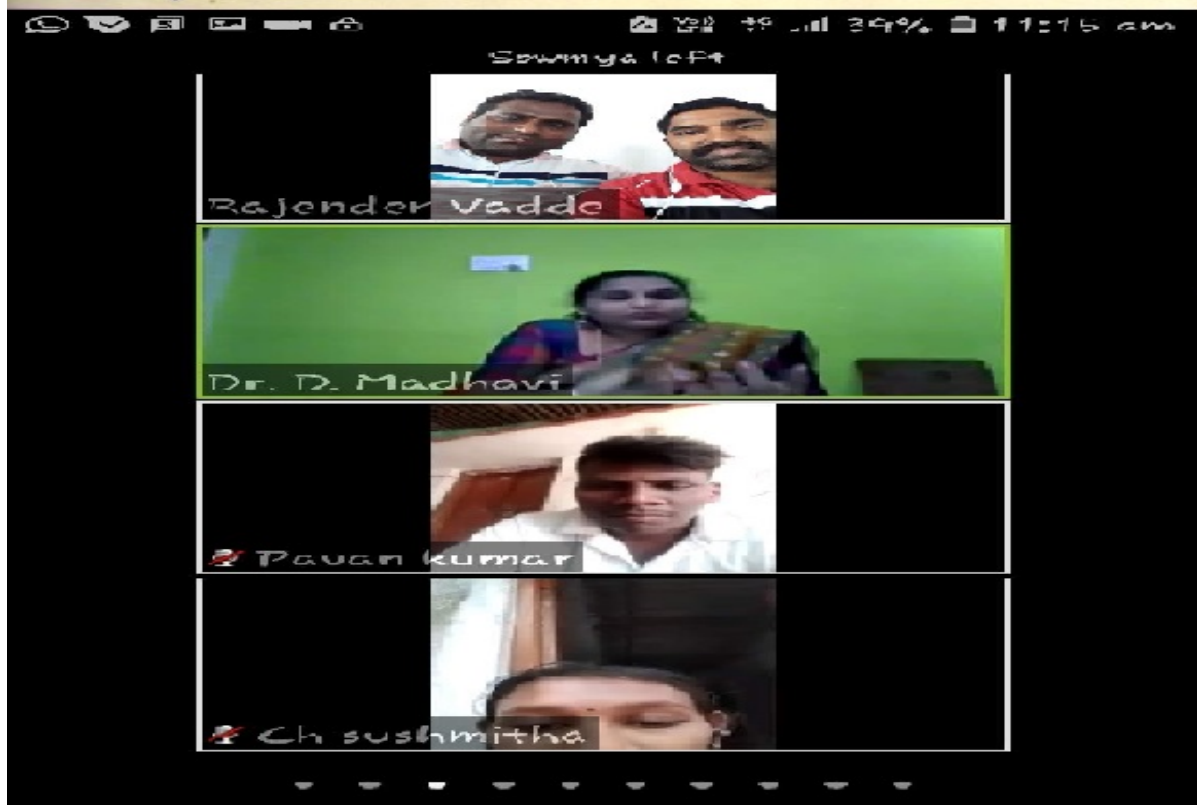 39% 11:15 am
Sowmya left
Rajender Vadde
Dr. D. Madhavi
Pavan kumar
Ch sushmitha